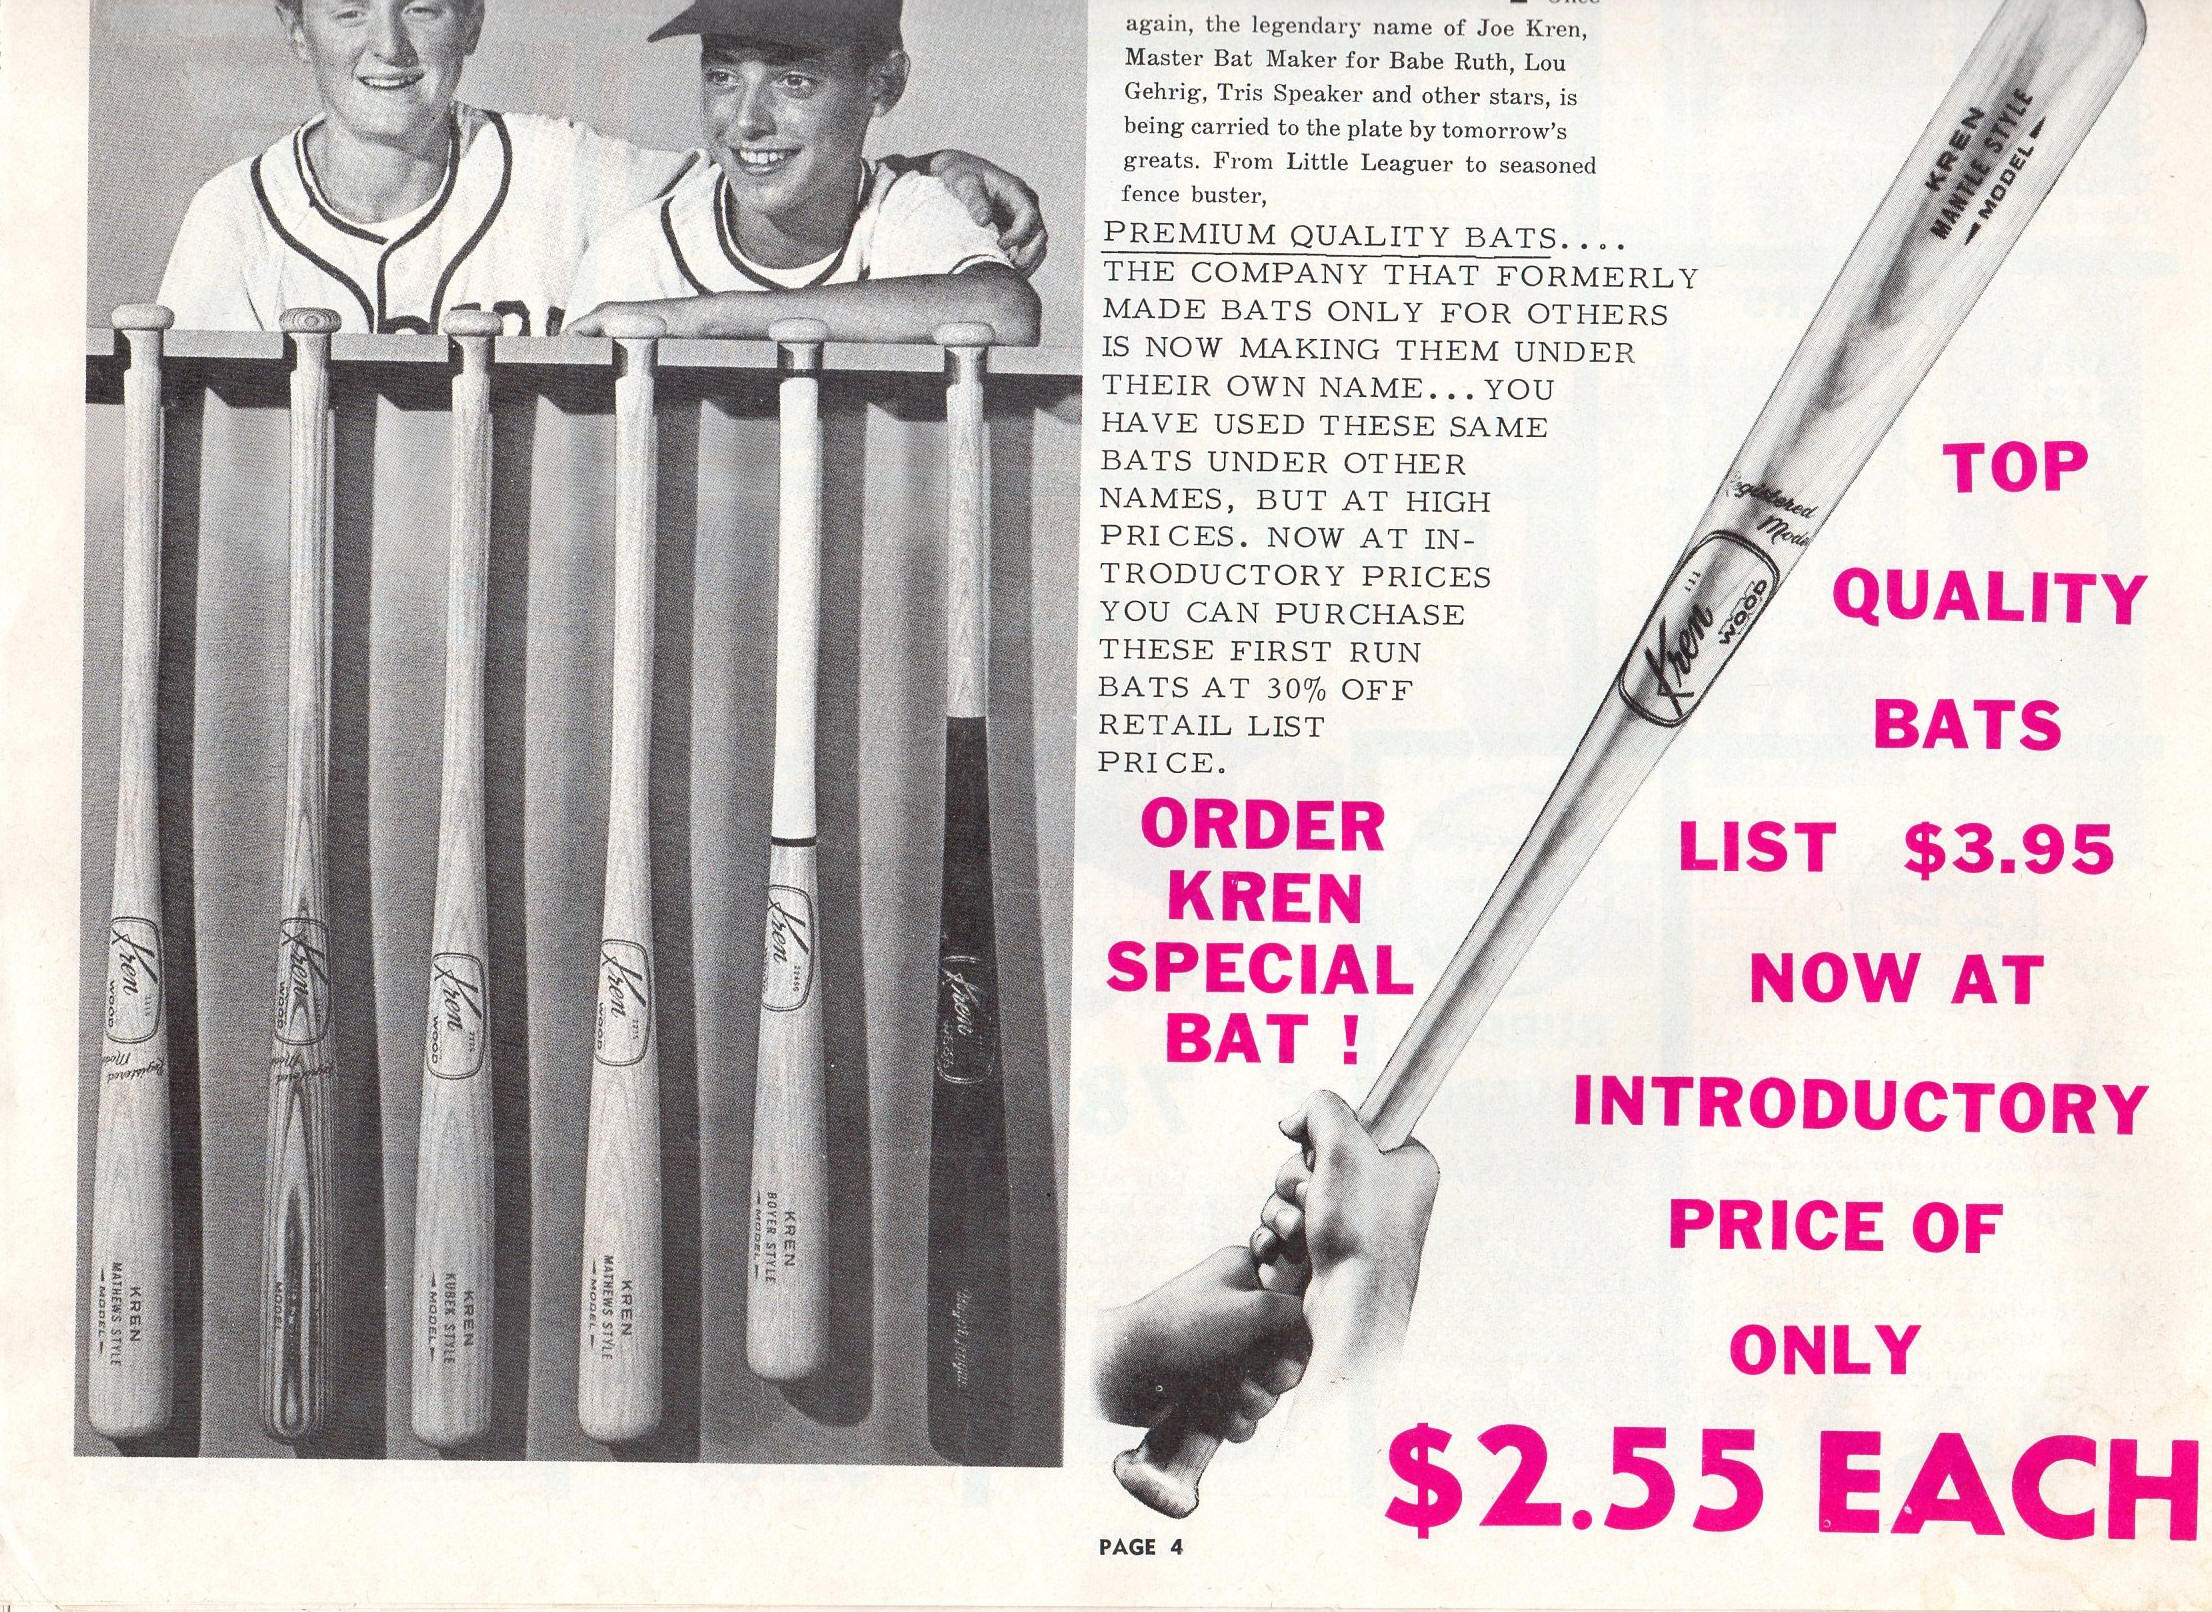 again, the legendary name of Joe Kren,
Master Bat Maker for Babe Ruth, Lou
Gehrig, Tris Speaker and other stars, is
being carried to the plate by tomorrow's
greats. From Little Leaguer to seasoned
fence buster,
PREMIUM QUALITY BATS....
THE COMPANY THAT FORMERLY
MADE BATS ONLY FOR OTHERS
IS NOW MAKING THEM UNDER
THEIR OWN NAME...YOU
HAVE USED THESE SAME
BATS UNDER OTHER
NAMES, BUT AT HIGH
PRICES. NOW AT IN-
TRODUCTORY PRICES
YOU CAN PURCHASE
THESE FIRST RUN
BATS AT 30% OFF
RETAIL LIST
PRICE.
ORDER
KREN
SPECIAL
BAT !
KREN
MANTLE STYLE
MODEL
Registered
Model
Kren
WOOD
TOP
QUALITY
BATS
LIST $3.95
NOW AT
INTRODUCTORY
PRICE OF
ONLY
$2.55 EACH
Kren
WOOD
Registered
KREN
MATHEWS STYLE
MODEL
Kren
WOOD
MODEL
Kren
WOOD
KREN
KUBEK STYLE
MODEL
Kren
WOOD
KREN
MATHEWS STYLE
MODEL
Kren
KREN
BOYER STYLE
MODEL
Kren
PAGE 4